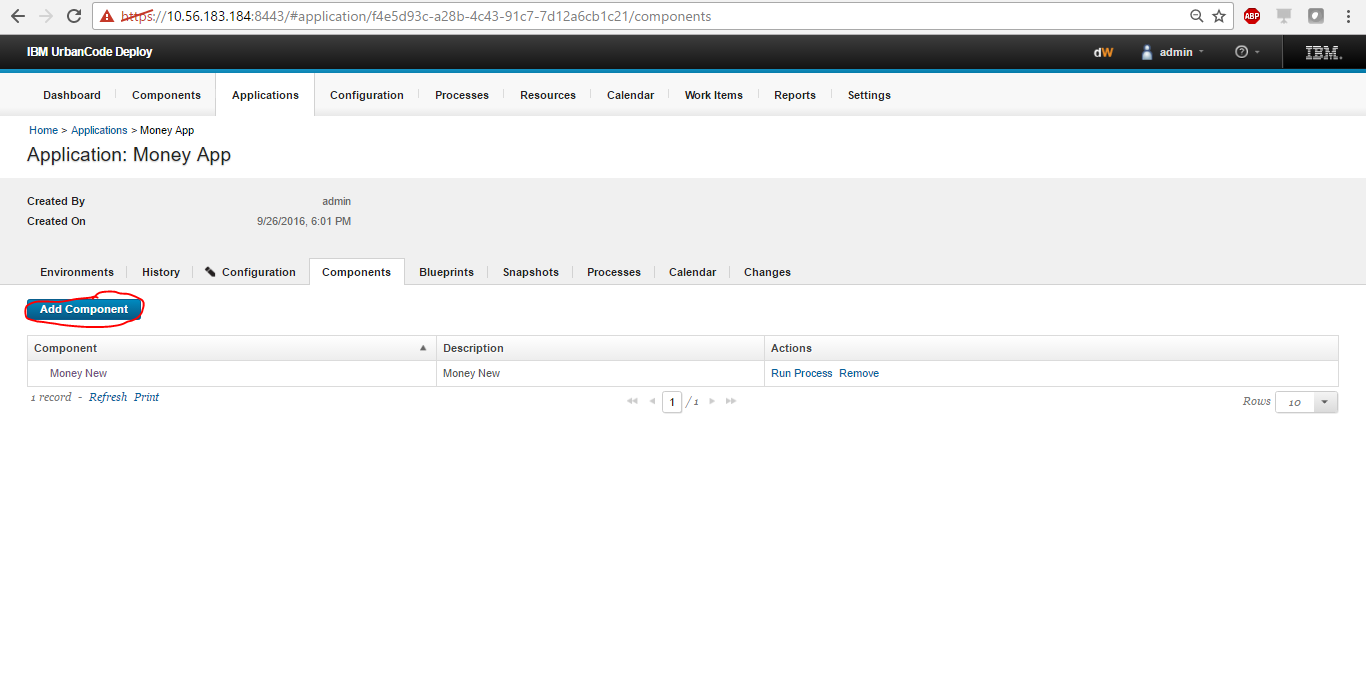 https://10.56.183.184:8443/#application/f4e5d93c-a28b-4c43-91c7-7d12a6cb1c21/components
ABP
IBM UrbanCode Deploy
dW
admin
?
IBM
Dashboard
Components
Applications
Configuration
Processes
Resources
Calendar
Work Items
Reports
Settings
Home > Applications > Money App
Application: Money App
Created By admin
Created On 9/26/2016, 6:01 PM
Environments
History
Configuration
Components
Blueprints
Snapshots
Processes
Calendar
Changes
Add Component
Component Description Actions
Money New Money New Run Process Remove
1 record - Refresh Print
1 / 1
Rows 10